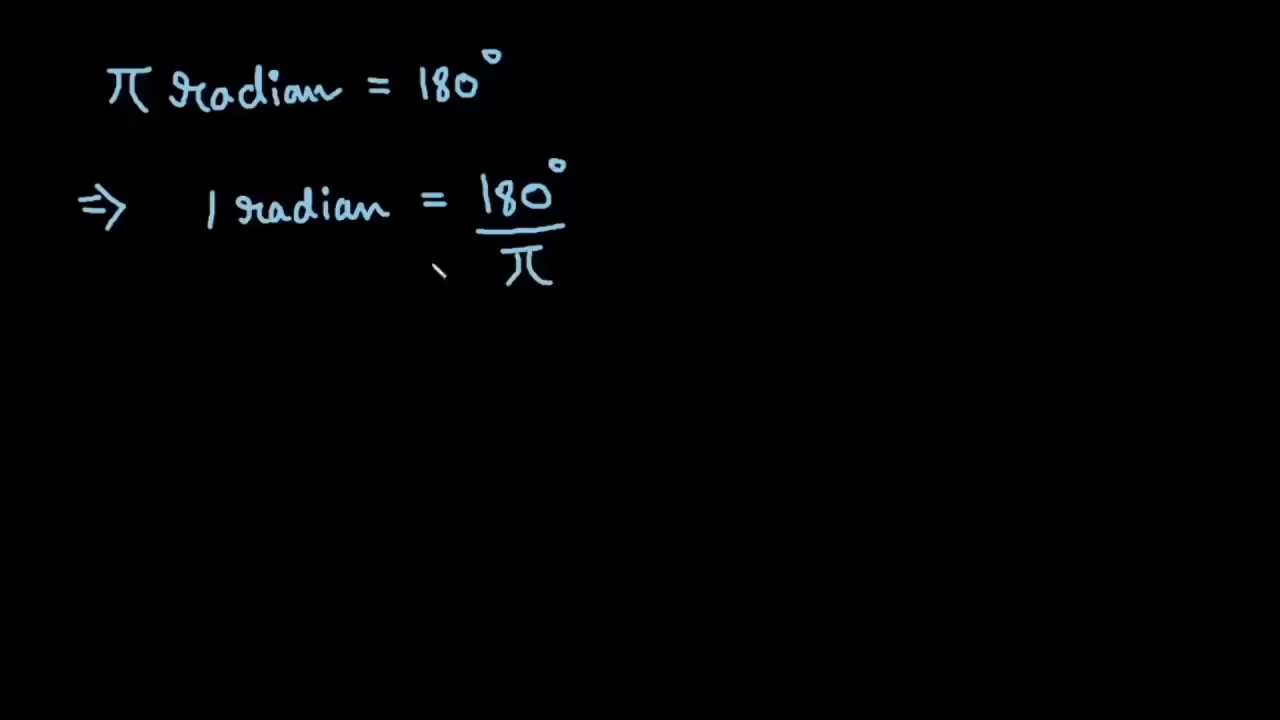 π radian = 180°
⇒ 1 radian = 180° / π